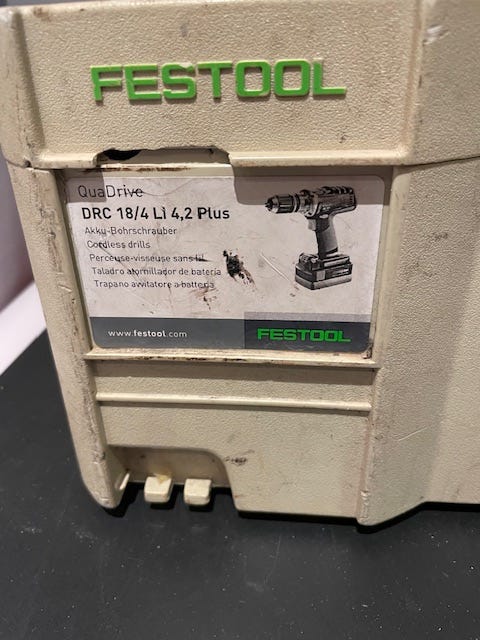 FESTOOL
QuaDrive
DRC 18/4 Li 4,2 Plus
Akku-Bohrschrauber
Cordless drills
Perceuse-visseuse sans fil
Taladro atornillador de batería
Trapano avvitatore a batteria
www.festool.com
FESTOOL